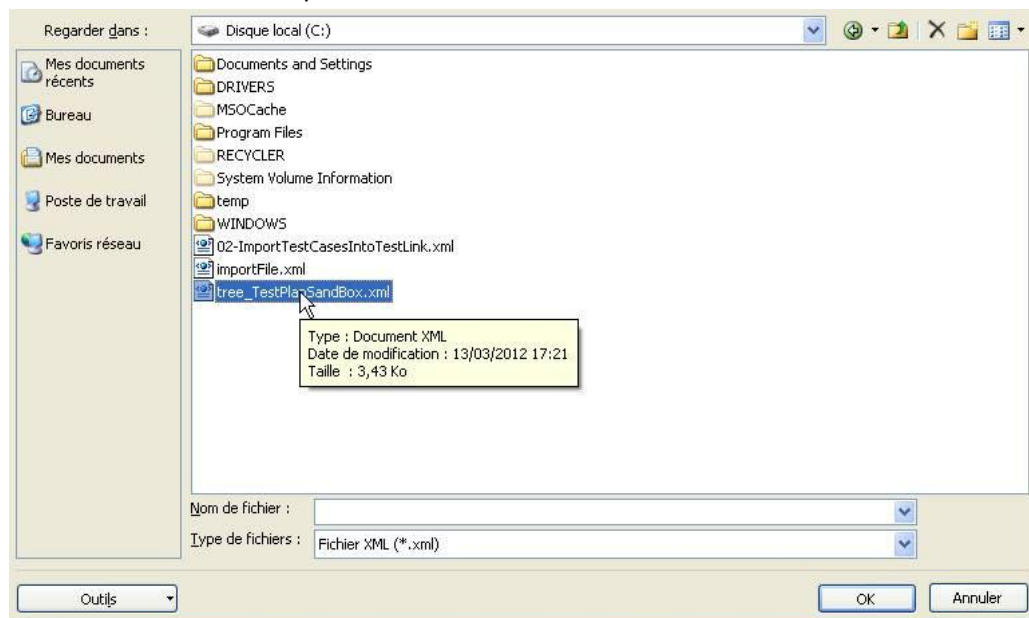 Regarder dans :
Disque local (C:)
Mes documents
récents
Bureau
Mes documents
Poste de travail
Favoris réseau
Documents and Settings
DRIVERS
MSOCache
Program Files
RECYCLER
System Volume Information
temp
WINDOWS
02-ImportTestCasesIntoTestLink.xml
importFile.xml
tree_TestPlanSandBox.xml
Type : Document XML
Date de modification : 13/03/2012 17:21
Taille : 3,43 Ko
Nom de fichier :
Type de fichiers :
Fichier XML (*.xml)
Outils
OK
Annuler